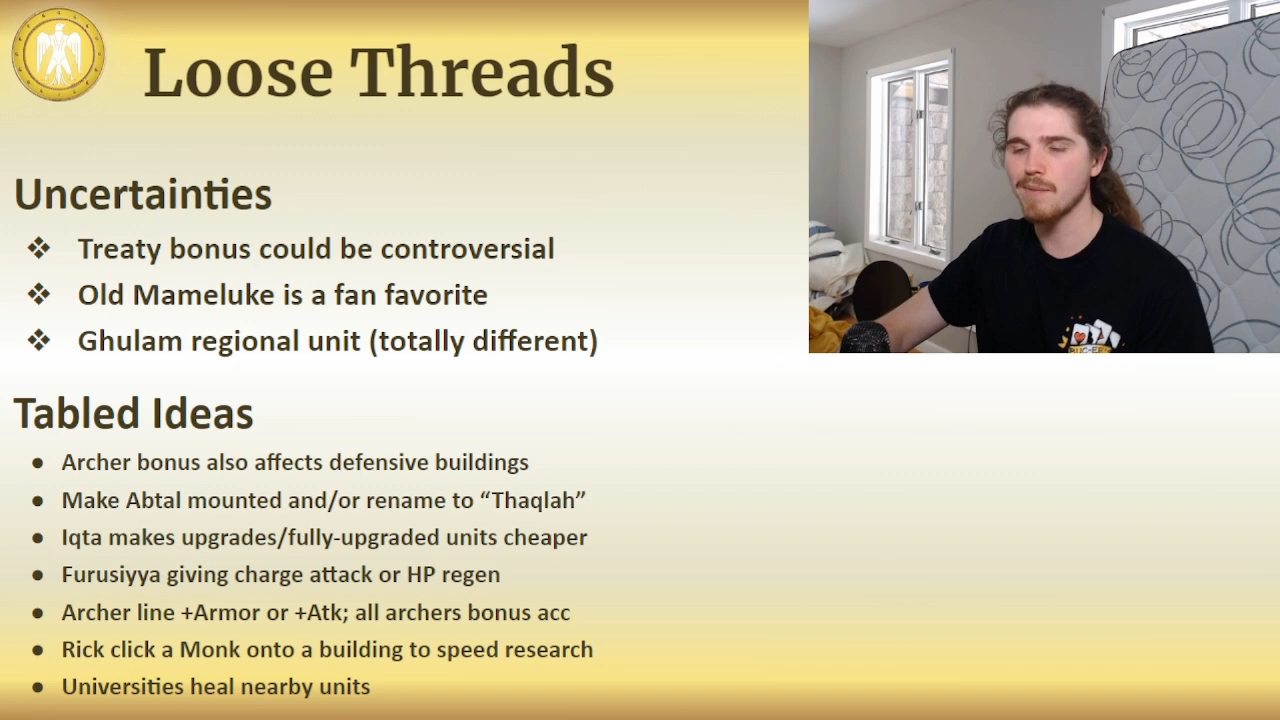 Loose Threads
Uncertainties
❖ Treaty bonus could be controversial
❖ Old Mameluke is a fan favorite
❖ Ghulam regional unit (totally different)
Tabled Ideas
● Archer bonus also affects defensive buildings
● Make Abtal mounted and/or rename to “Thaqlah”
● Iqta makes upgrades/fully-upgraded units cheaper
● Furusiyya giving charge attack or HP regen
● Archer line +Armor or +Atk; all archers bonus acc
● Rick click a Monk onto a building to speed research
● Universities heal nearby units